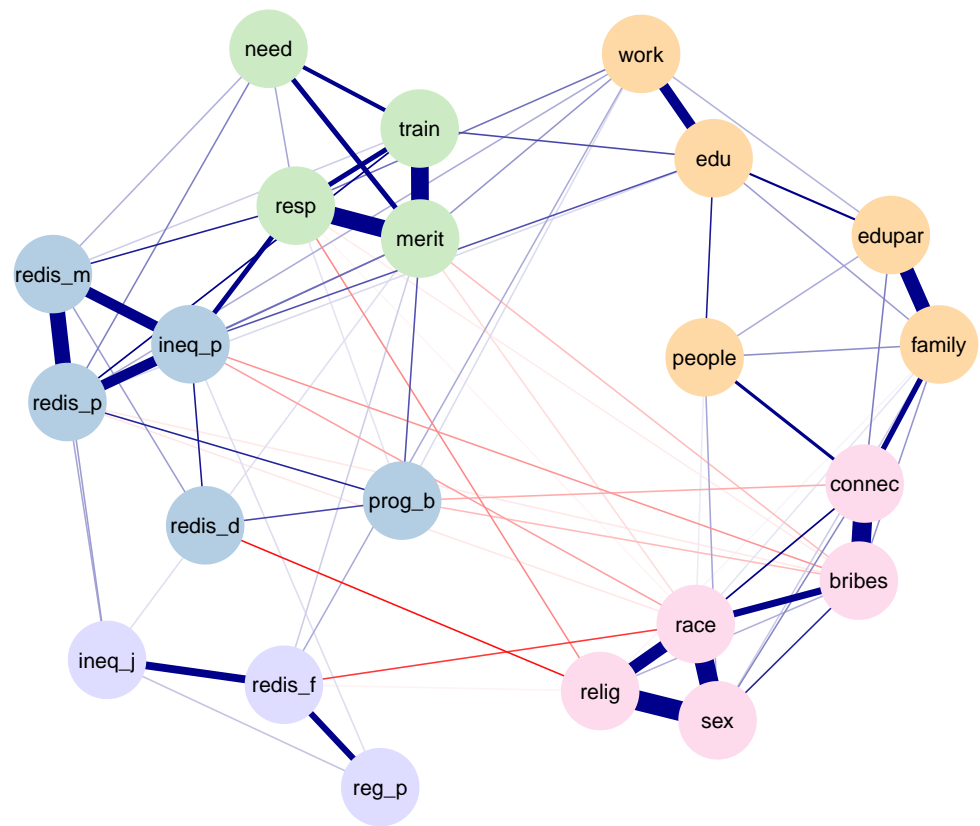 need
work
train
edu
resp
merit
edupar
redis_m
ineq_p
people
family
redis_p
connec
prog_b
redis_d
bribes
race
ineq_j
redis_f
relig
sex
reg_p